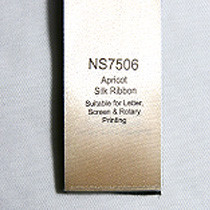 NS7506
Apricot
Silk Ribbon
Suitable for Letter,
Screen & Rotary
Printing